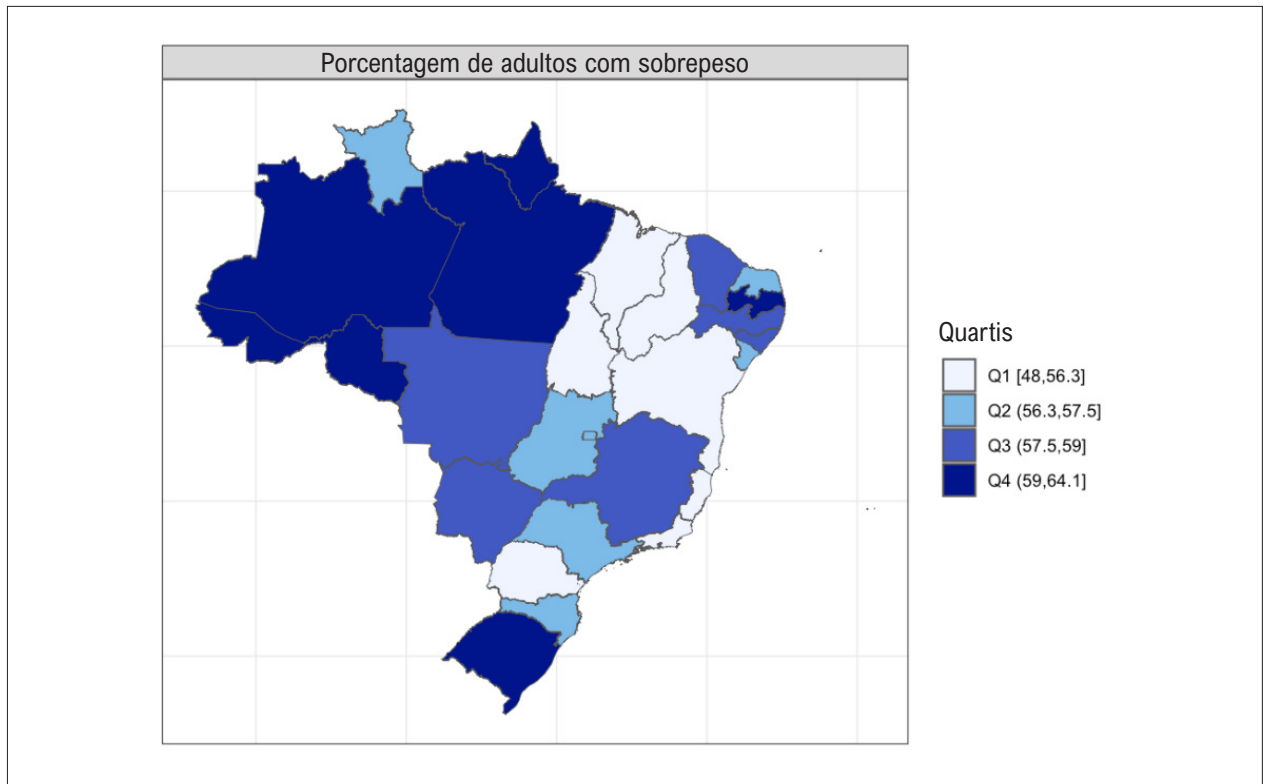 Porcentagem de adultos com sobrepeso
Quartis
Q1 [48,56.3]
Q2 (56.3,57.5]
Q3 (57.5,59]
Q4 (59,64.1]